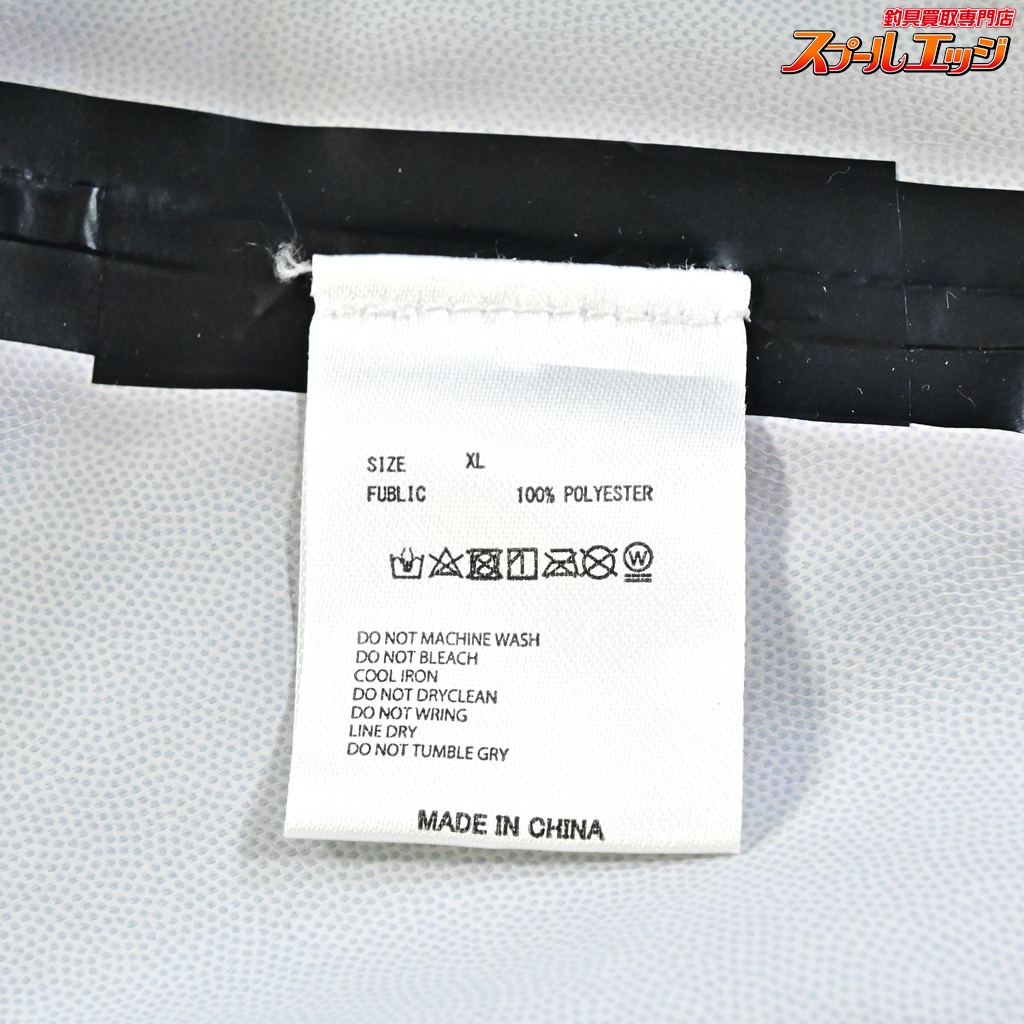 釣具買取専門店
スプールエッジ
SIZE XL
FUBLIC 100% POLYESTER
W
DO NOT MACHINE WASH
DO NOT BLEACH
COOL IRON
DO NOT DRYCLEAN
DO NOT WRING
LINE DRY
DO NOT TUMBLE GRY
MADE IN CHINA